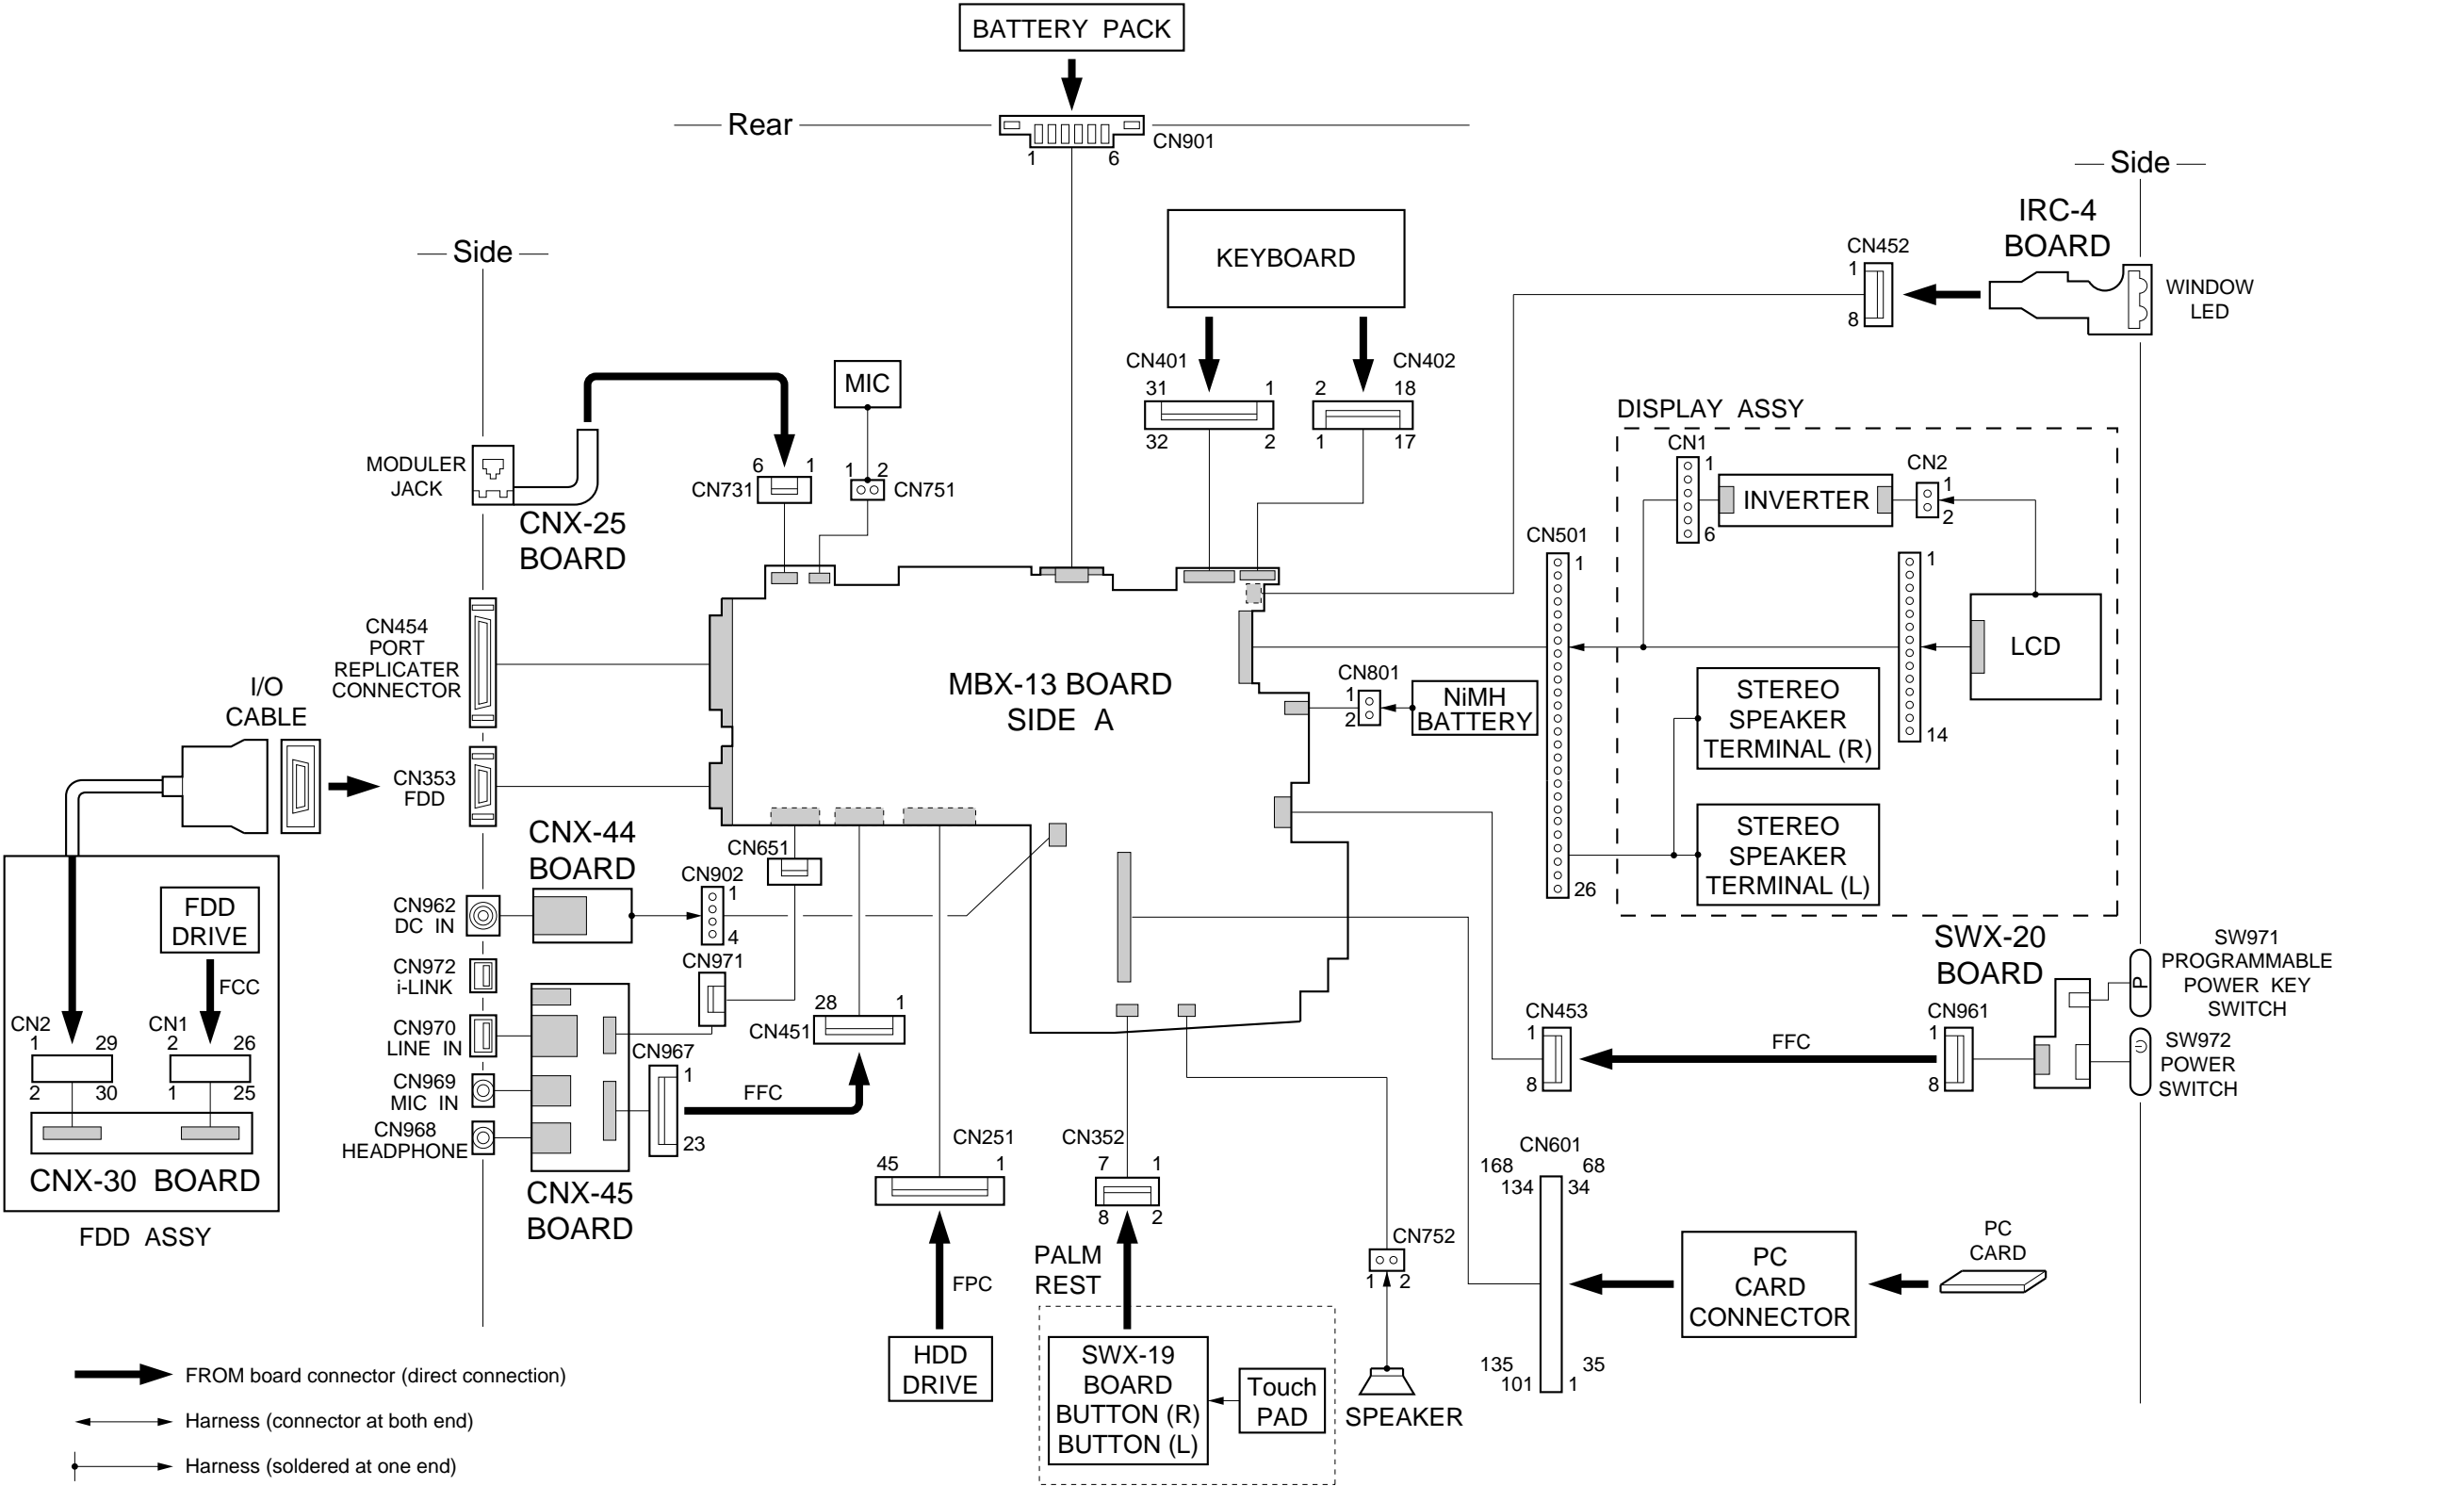 BATTERY PACK
Rear
CN901
1 6
Side
IRC-4
BOARD
CN452
1
8
WINDOW
LED
Side
KEYBOARD
CN401
31 1
32 2
CN402
2 18
1 17
MIC
MODULER
JACK
CNX-25
BOARD
6 1
CN731
1 2
CN751
DISPLAY ASSY
CN1
1
6
INVERTER
CN2
1
2
CN501
1
26
1
14
LCD
STEREO
SPEAKER
TERMINAL (R)
STEREO
SPEAKER
TERMINAL (L)
CN454
PORT
REPLICATER
CONNECTOR
I/O
CABLE
CN353
FDD
MBX-13 BOARD
SIDE A
CN801
1
2
NiMH
BATTERY
CNX-44
BOARD
CN651
CN902
1
4
CN962
DC IN
CN971
CN972
i-LINK
CN970
LINE IN
CN969
MIC IN
CN968
HEADPHONE
CN967
1
23
FFC
28 1
CN451
CNX-45
BOARD
FDD
DRIVE
FCC
CN2
1 29
2 30
CN1
2 26
1 25
CNX-30 BOARD
FDD ASSY
SWX-20
BOARD
SW971
PROGRAMMABLE
POWER KEY
SWITCH
P
SW972
POWER
SWITCH
CN453
1
8
FFC
CN961
1
8
CN251
45 1
FPC
HDD
DRIVE
CN352
7 1
8 2
PALM
REST
SWX-19
BOARD
BUTTON (R)
BUTTON (L)
Touch
PAD
CN752
1 2
SPEAKER
CN601
168 68
134 34
135 35
101 1
PC
CARD
CONNECTOR
PC
CARD
FROM board connector (direct connection)
Harness (connector at both end)
Harness (soldered at one end)